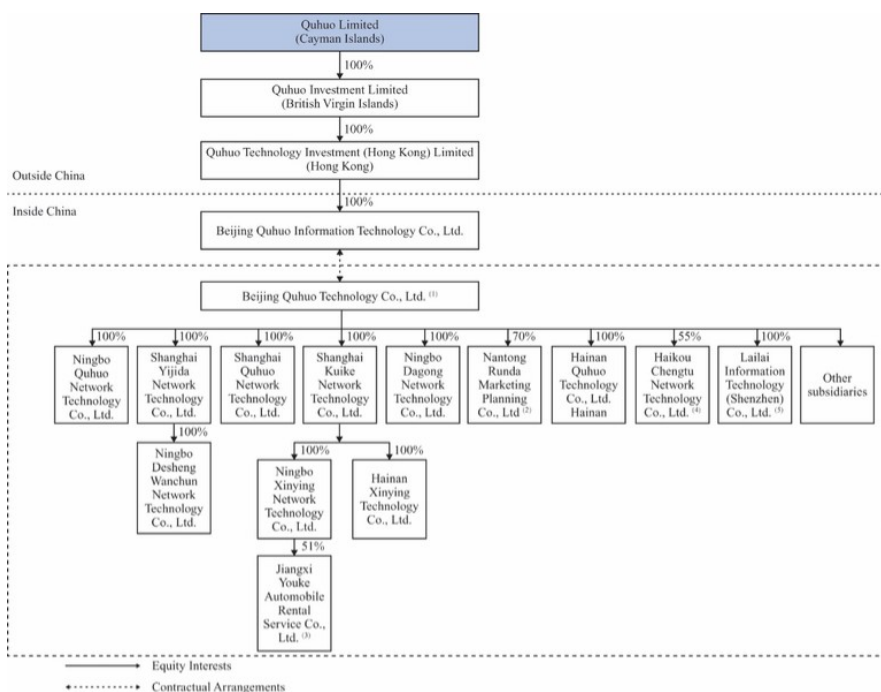 Quhuo Limited
(Cayman Islands)
100%
Quhuo Investment Limited
(British Virgin Islands)
100%
Quhuo Technology Investment (Hong Kong) Limited
(Hong Kong)
Outside China
100%
Inside China
Beijing Quhuo Information Technology Co., Ltd.
Beijing Quhuo Technology Co., Ltd. (1)
100%
100%
100%
100%
100%
70%
100%
55%
100%
Ningbo
Quhuo
Network
Technology
Co., Ltd.
Shanghai
Yijida
Network
Technology
Co., Ltd.
Shanghai
Quhuo
Network
Technology
Co., Ltd.
Shanghai
Kuike
Network
Technology
Co., Ltd.
Ningbo
Dagong
Network
Technology
Co., Ltd.
Nantong
Runda
Marketing
Planning
Co., Ltd (2)
Hainan
Quhuo
Technology
Co., Ltd.
Hainan
Haikou
Chengtu
Network
Technology
Co., Ltd. (4)
Lailai
Information
Technology
(Shenzhen)
Co., Ltd. (5)
Other
subsidiaries
100%
100%
100%
Ningbo
Desheng
Wanchun
Network
Technology
Co., Ltd.
Ningbo
Xinying
Network
Technology
Co., Ltd.
Hainan
Xinying
Technology
Co., Ltd.
51%
Jiangxi
Youke
Automobile
Rental
Service Co.,
Ltd. (3)
Equity Interests
Contractual Arrangements